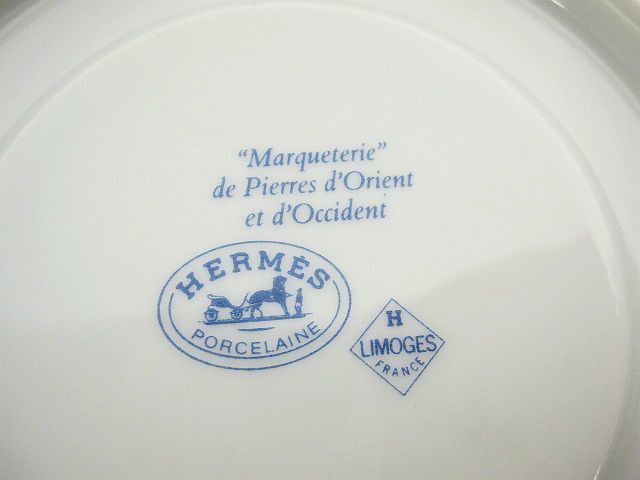 “Marqueterie”
de Pierres d'Orient
et d'Occident
HERMÈS
PORCELAINE
H
LIMOGES
FRANCE